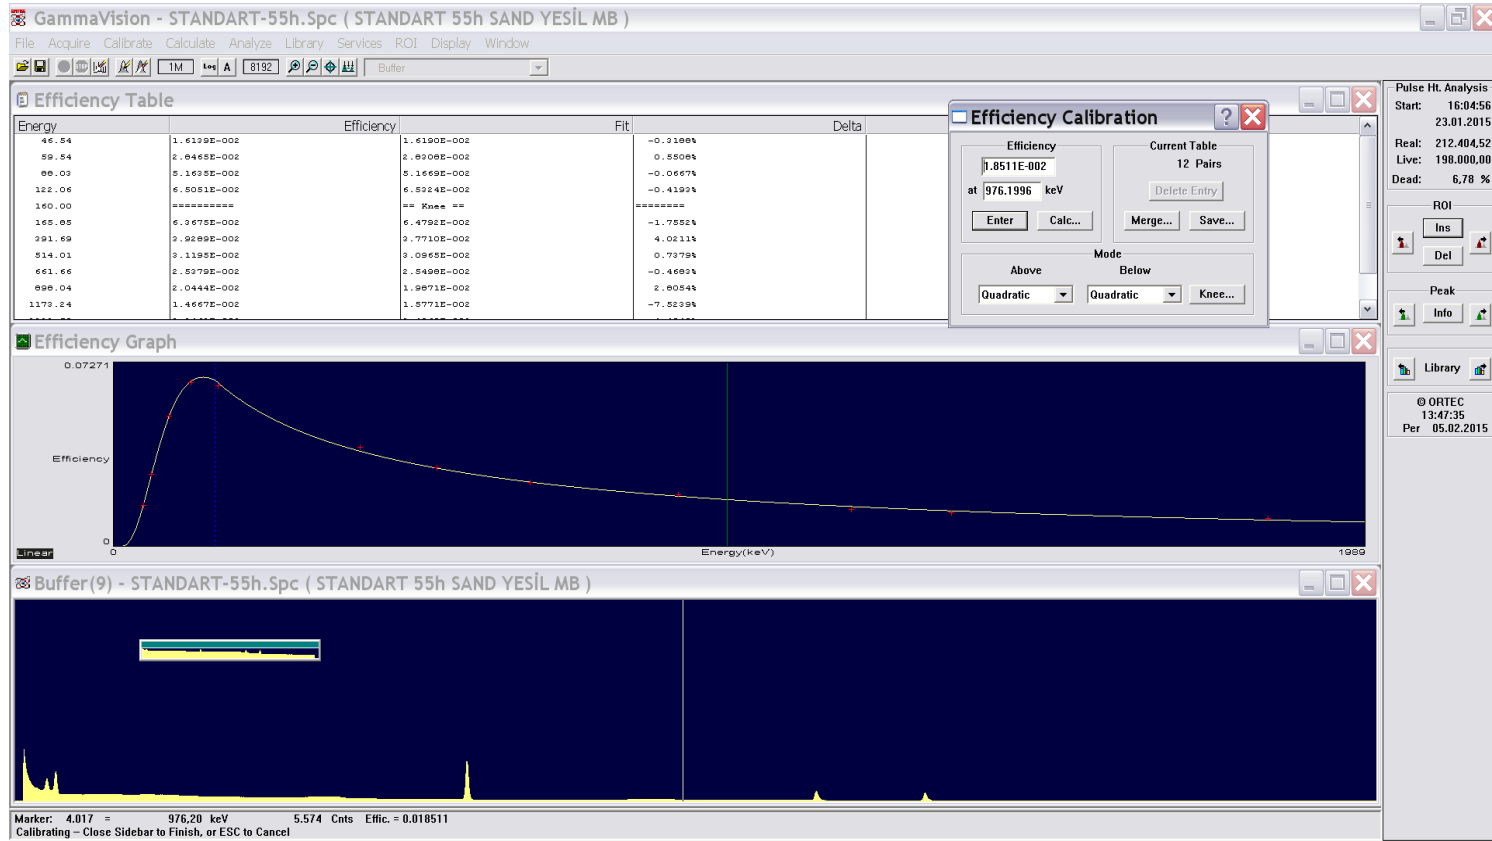 GammaVision - STANDART-55h.Spc ( STANDART 55h SAND YESİL MB )
File Acquire Calibrate Calculate Analyze Library Services ROI Display Window
1M Log A 8192 Buffer
Efficiency Table
Energy Efficiency Fit Delta
46.54 1.6139E-002 1.6190E-002 -0.3188%
59.54 2.8465E-002 2.8308E-002 0.5508%
88.03 5.1635E-002 5.1669E-002 -0.0667%
122.06 6.5051E-002 6.5324E-002 -0.4193%
160.00 ========== == Knee == ========
165.85 6.3675E-002 6.4792E-002 -1.7552%
391.69 3.9289E-002 3.7710E-002 4.0211%
514.01 3.1195E-002 3.0965E-002 0.7379%
661.66 2.5379E-002 2.5498E-002 -0.4683%
898.04 2.0444E-002 1.9871E-002 2.8054%
1173.24 1.4667E-002 1.5771E-002 -7.5239%
Efficiency Calibration
Efficiency
1.8511E-002
at 976.1996 keV
Enter Calc...
Current Table
12 Pairs
Delete Entry
Merge... Save...
Mode
Above Below
Quadratic Quadratic Knee...
Efficiency Graph
0.07271
Efficiency
0
Linear
0 Energy(keV) 1989
Buffer(9) - STANDART-55h.Spc ( STANDART 55h SAND YESİL MB )
Marker: 4.017 = 976,20 keV 5.574 Cnts Effic. = 0.018511
Calibrating – Close Sidebar to Finish, or ESC to Cancel
Pulse Ht. Analysis
Start: 16:04:56
23.01.2015
Real: 212.404,52
Live: 198.000,00
Dead: 6,78 %
ROI
Ins
Del
Peak
Info
Library
© ORTEC
13:47:35
Per 05.02.2015